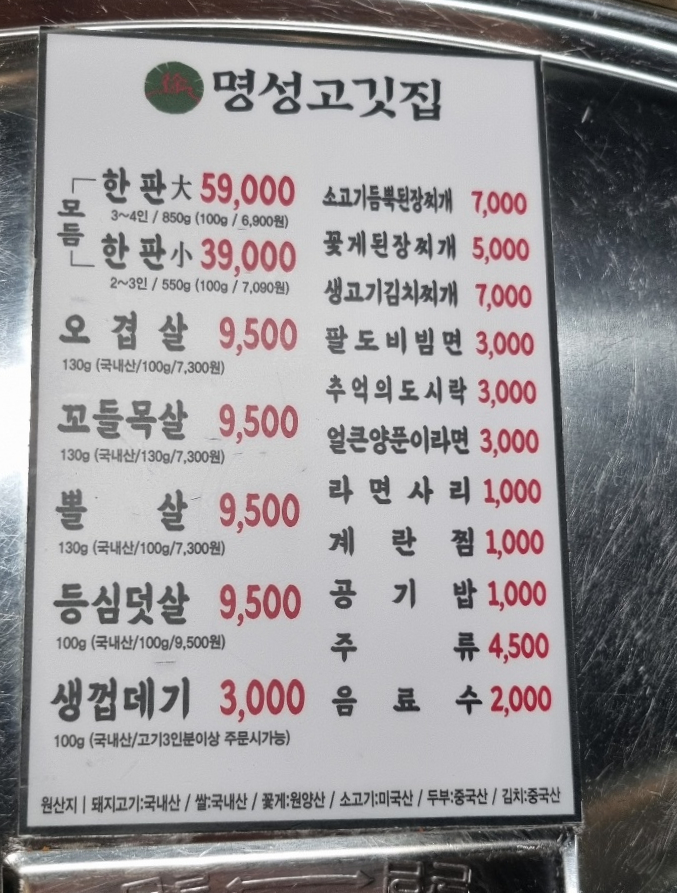 명성고깃집
모듬
한판大 59,000
3~4인 / 850g (100g / 6,900원)
한판小 39,000
2~3인 / 550g (100g / 7,090원)
오겹살 9,500
130g (국내산/100g/7,300원)
꼬들목살 9,500
130g (국내산/130g/7,300원)
뽈살 9,500
130g (국내산/100g/7,300원)
등심덧살 9,500
100g (국내산/100g/9,500원)
생껍데기 3,000
100g (국내산/고기3인분이상 주문시가능)
소고기듬뿍된장찌개 7,000
꽃게된장찌개 5,000
생고기김치찌개 7,000
팔도비빔면 3,000
추억의도시락 3,000
얼큰양푼이라면 3,000
라면사리 1,000
계란찜 1,000
공기밥 1,000
주류 4,500
음료수 2,000
원산지 | 돼지고기:국내산 / 쌀:국내산 / 꽃게:원양산 / 소고기:미국산 / 두부:중국산 / 김치:중국산